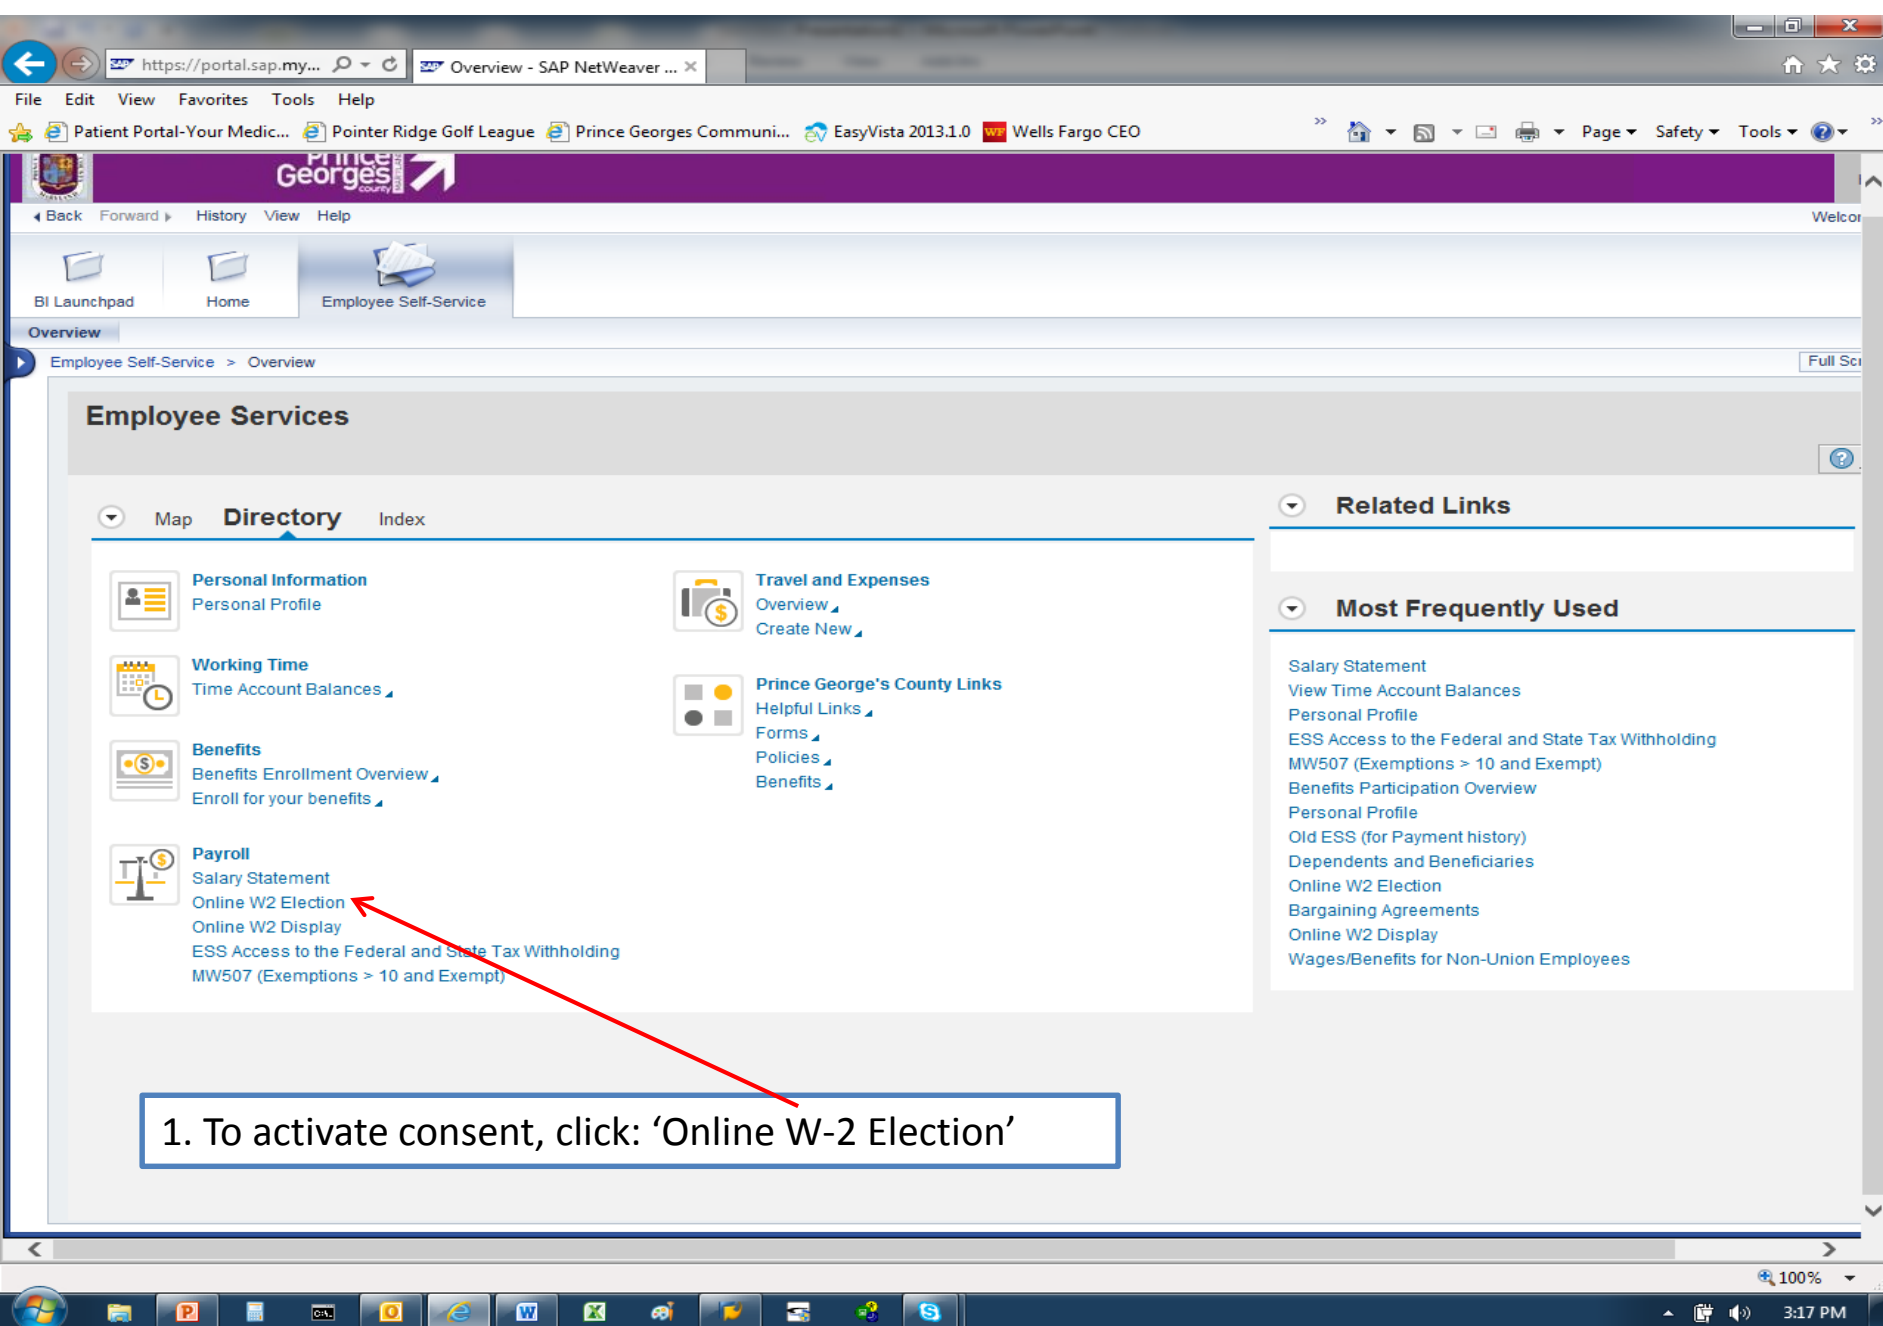 https://portal.sap.my...
Overview - SAP NetWeaver ...
File Edit View Favorites Tools Help
Patient Portal-Your Medic... Pointer Ridge Golf League Prince Georges Communi... EasyVista 2013.1.0 WF Wells Fargo CEO Page Safety Tools
Prince
George's
county
Back Forward History View Help
BI Launchpad Home Employee Self-Service
Overview
Employee Self-Service > Overview
Employee Services
Map Directory Index
Personal Information
Personal Profile
Working Time
Time Account Balances
Benefits
Benefits Enrollment Overview
Enroll for your benefits
Payroll
Salary Statement
Online W2 Election
Online W2 Display
ESS Access to the Federal and State Tax Withholding
MW507 (Exemptions > 10 and Exempt)
Travel and Expenses
Overview
Create New
Prince George's County Links
Helpful Links
Forms
Policies
Benefits
Related Links
Most Frequently Used
Salary Statement
View Time Account Balances
Personal Profile
ESS Access to the Federal and State Tax Withholding
MW507 (Exemptions > 10 and Exempt)
Benefits Participation Overview
Personal Profile
Old ESS (for Payment history)
Dependents and Beneficiaries
Online W2 Election
Bargaining Agreements
Online W2 Display
Wages/Benefits for Non-Union Employees
1. To activate consent, click: ‘Online W-2 Election’
100%
3:17 PM